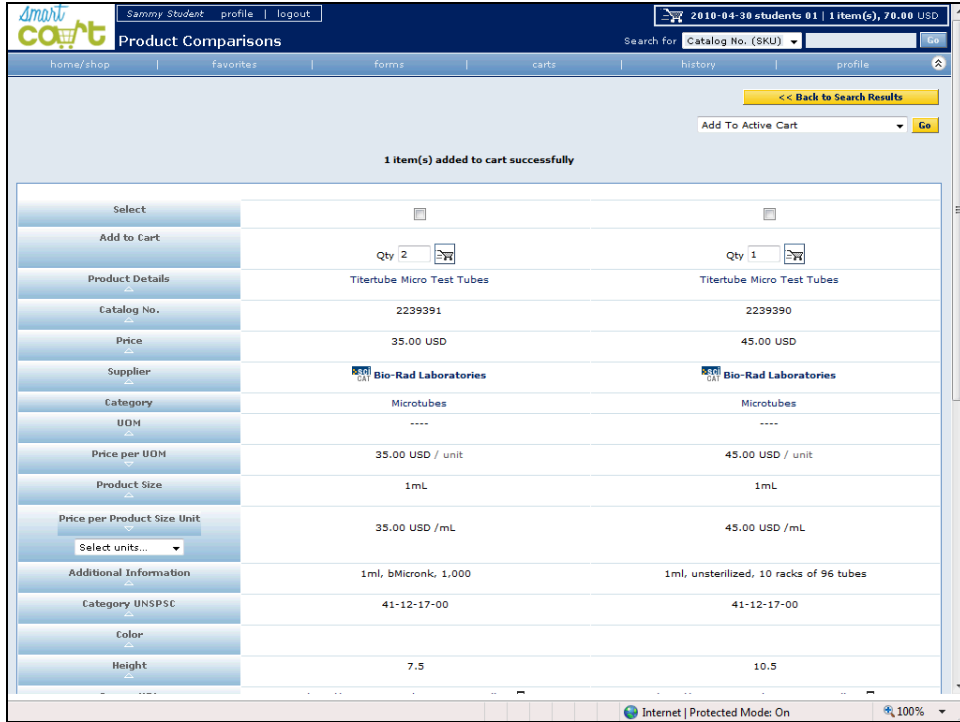 smart cart
Sammy Student profile | logout
2010-04-30 students 01 | 1 item(s), 70.00 USD
Product Comparisons
Search for Catalog No. (SKU) Go
home/shop | favorites | forms | carts | history | profile
<< Back to Search Results
Add To Active Cart Go
1 item(s) added to cart successfully
Select
Add to Cart Qty 2 Qty 1
Product Details Titertube Micro Test Tubes Titertube Micro Test Tubes
Catalog No. 2239391 2239390
Price 35.00 USD 45.00 USD
Supplier SCI CAT Bio-Rad Laboratories SCI CAT Bio-Rad Laboratories
Category Microtubes Microtubes
UOM ---- ----
Price per UOM 35.00 USD / unit 45.00 USD / unit
Product Size 1mL 1mL
Price per Product Size Unit 35.00 USD /mL 45.00 USD /mL
Select units...
Additional Information 1ml, bMicronk, 1,000 1ml, unsterilized, 10 racks of 96 tubes
Category UNSPSC 41-12-17-00 41-12-17-00
Color
Height 7.5 10.5
Internet | Protected Mode: On 100%